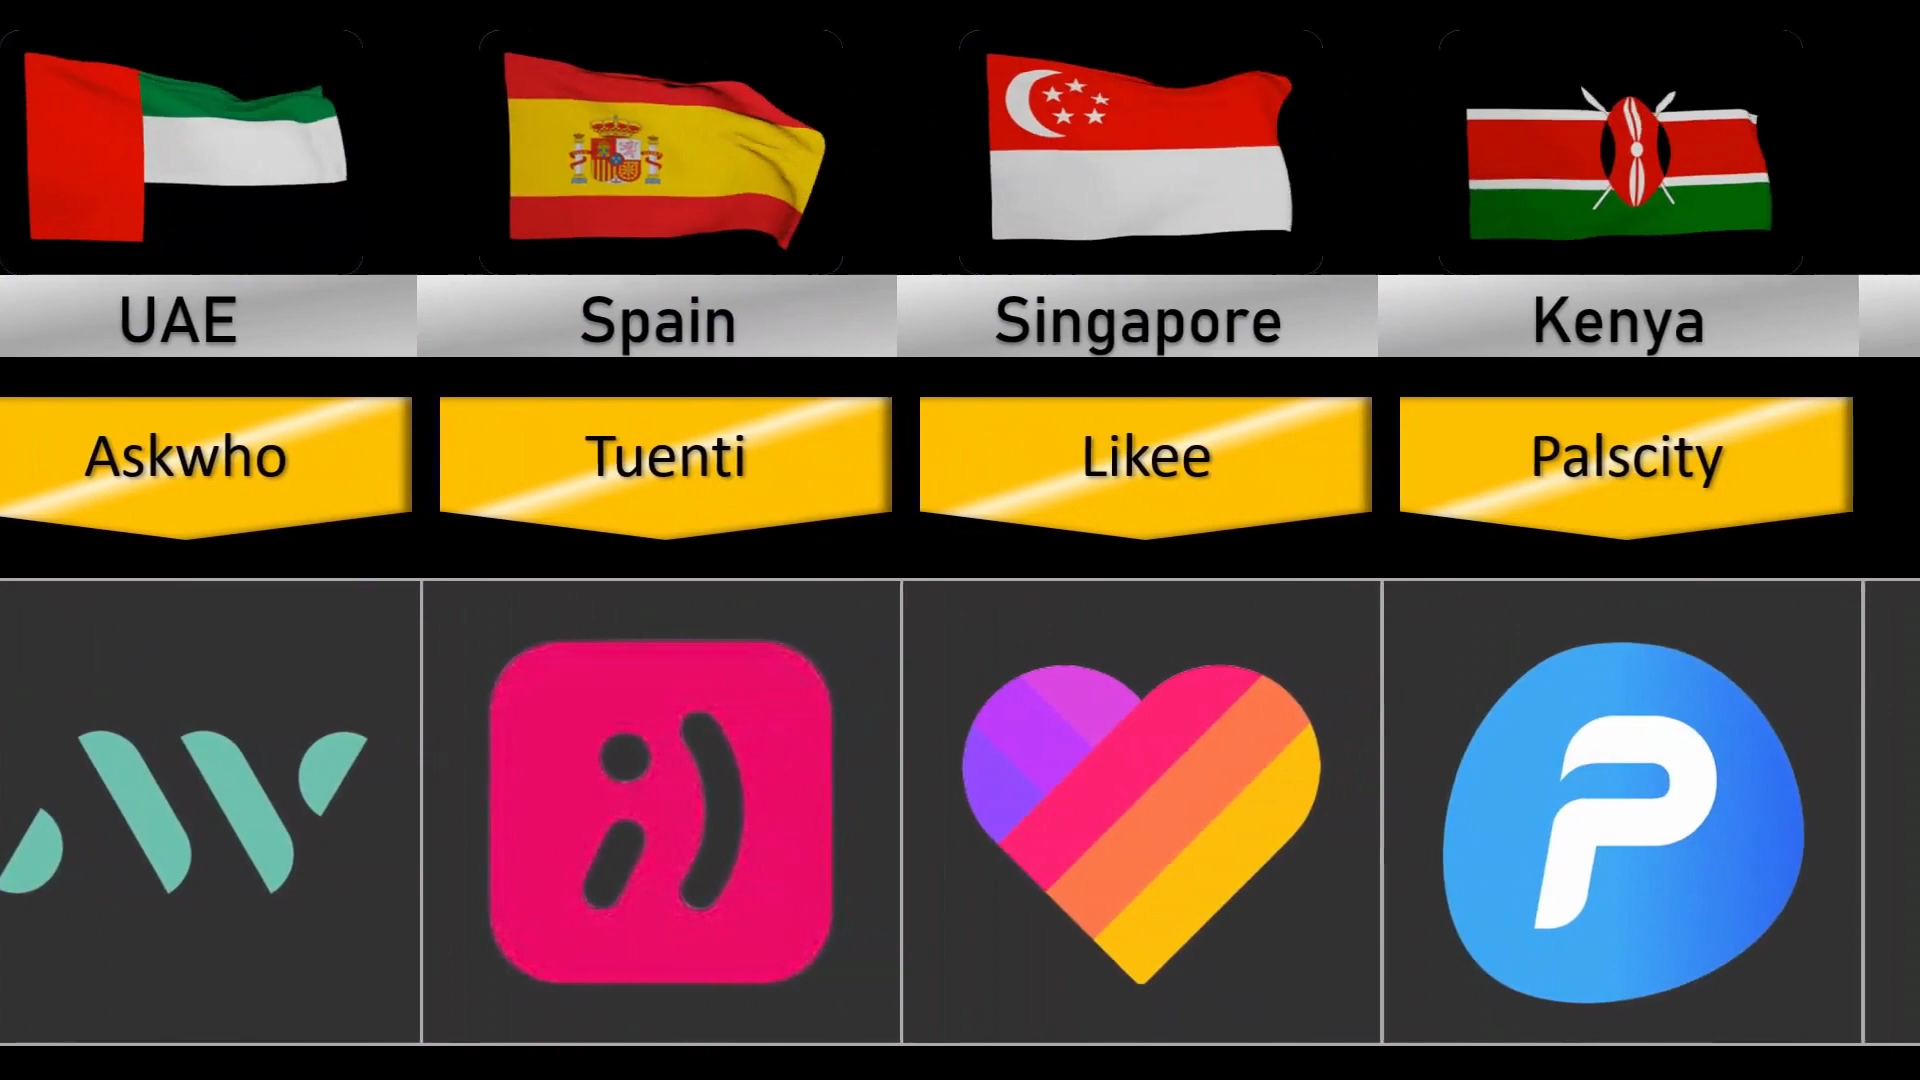 UAE
Spain
Singapore
Kenya
Askwho
Tuenti
Likee
Palscity